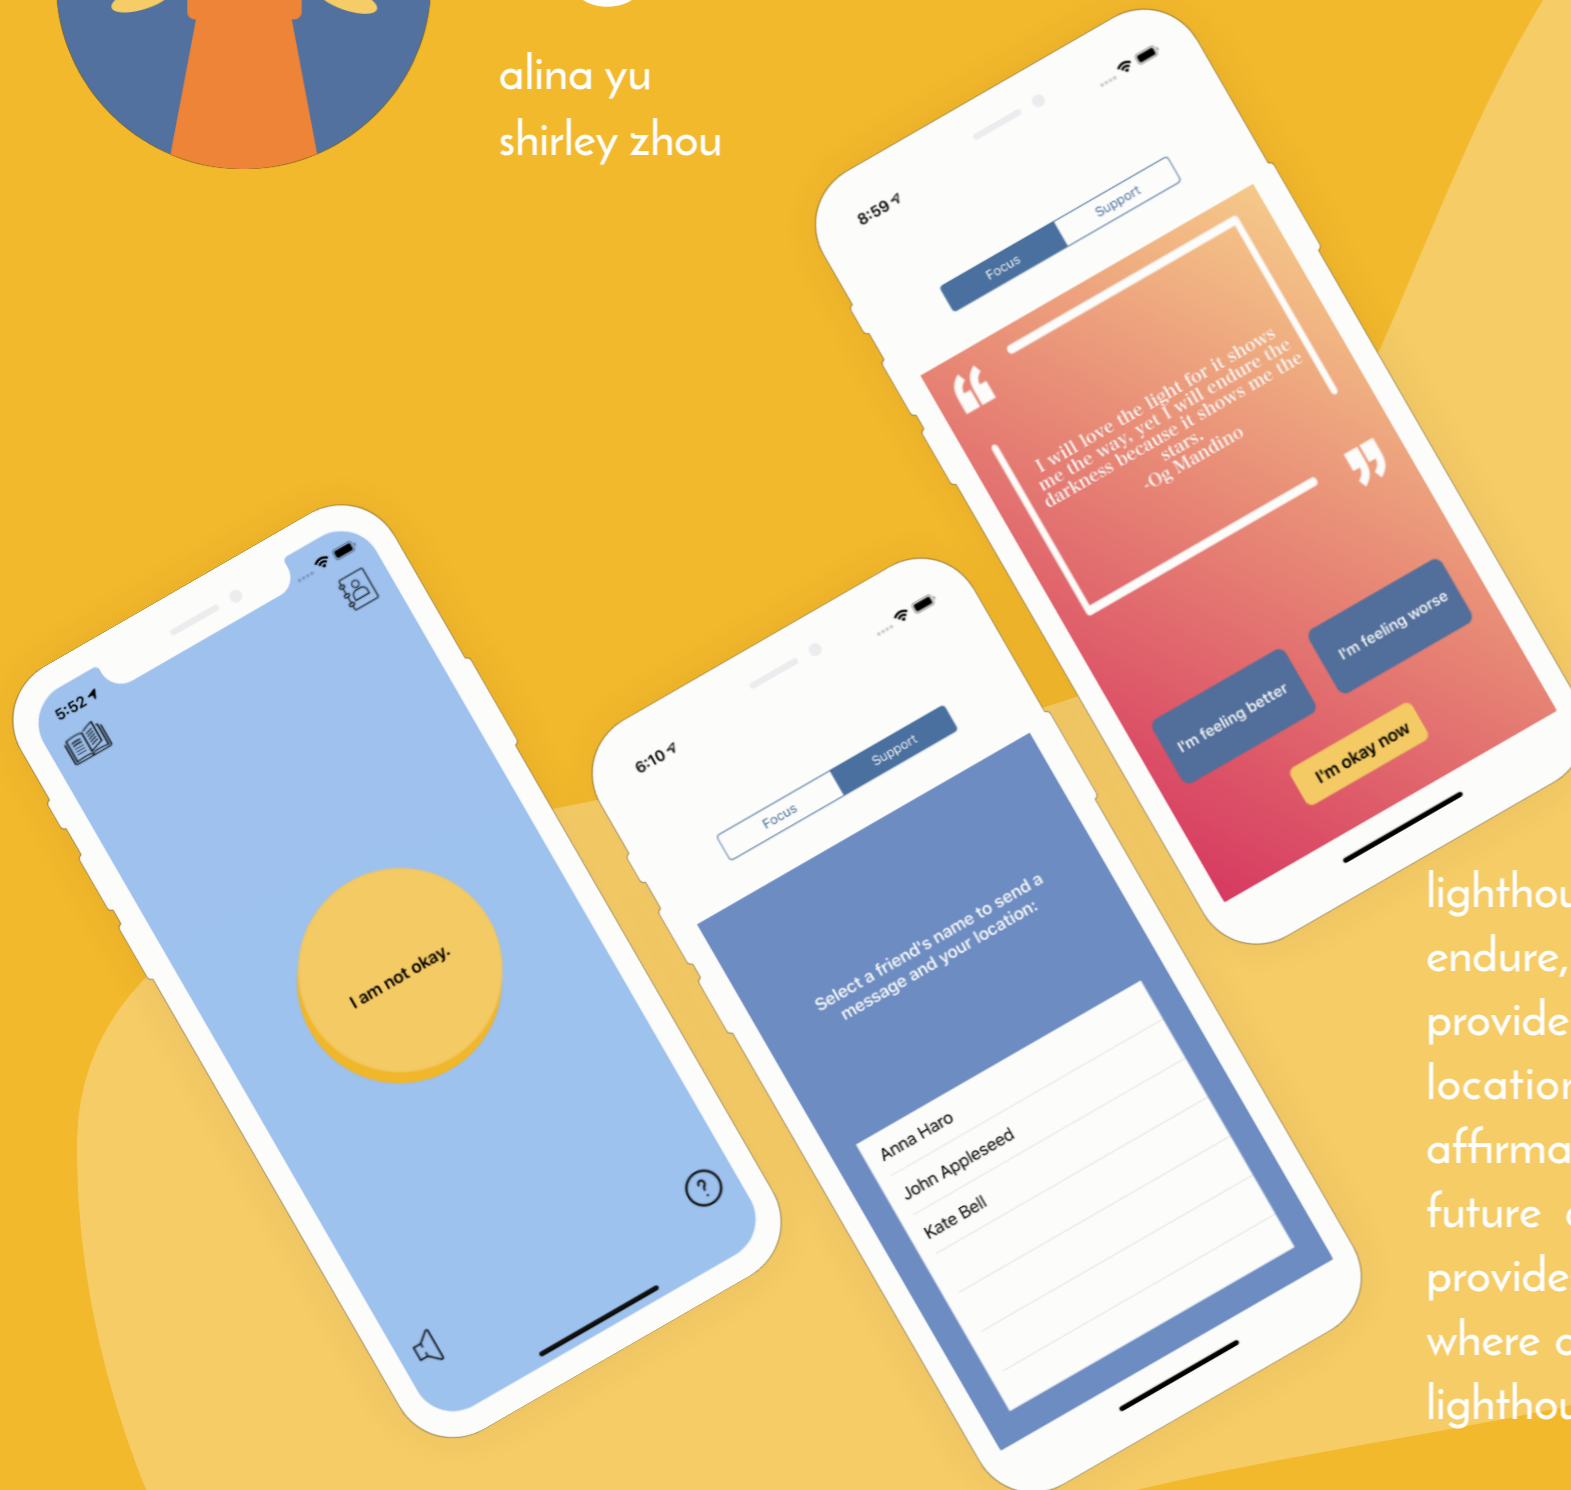 alina yu
shirley zhou
8:59
Focus
Support
I will love the light for it shows
me the way, yet I will endure the
darkness because it shows me the
stars.
-Og Mandino
I'm feeling better
I'm feeling worse
I'm okay now
5:52
I am not okay.
?
6:10
Focus
Support
Select a friend's name to send a
message and your location:
Anna Haro
John Appleseed
Kate Bell
endure,
provide
future
provide
where